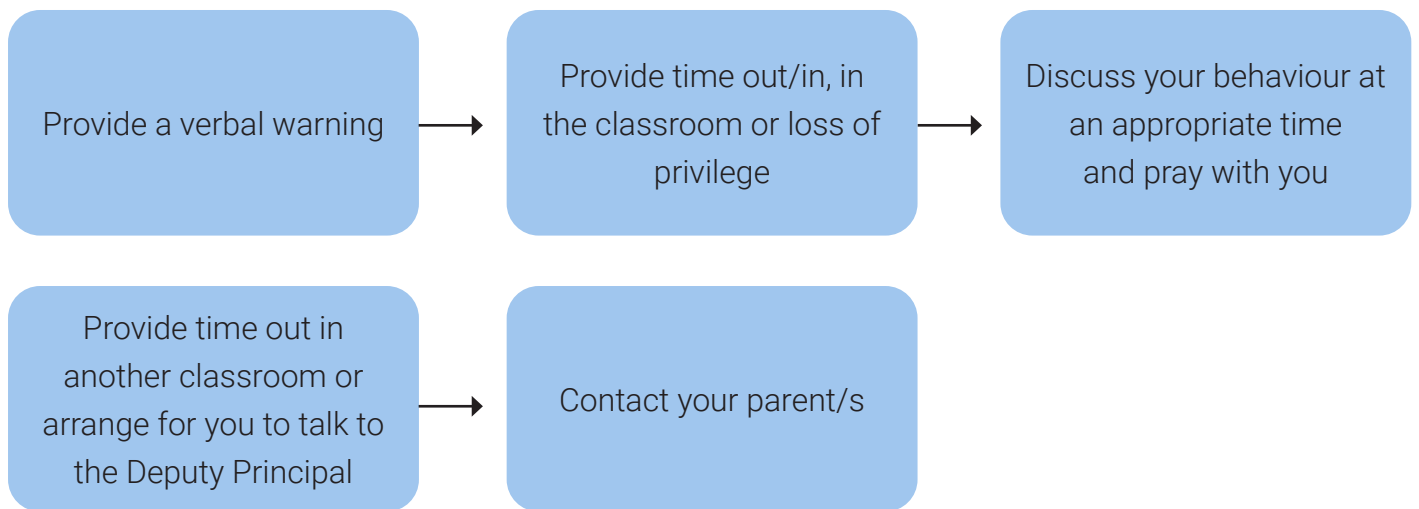 Provide a verbal warning
Provide time out/in, in
the classroom or loss of
privilege
Discuss your behaviour at
an appropriate time
and pray with you
Provide time out in
another classroom or
arrange for you to talk to
the Deputy Principal
Contact your parent/s